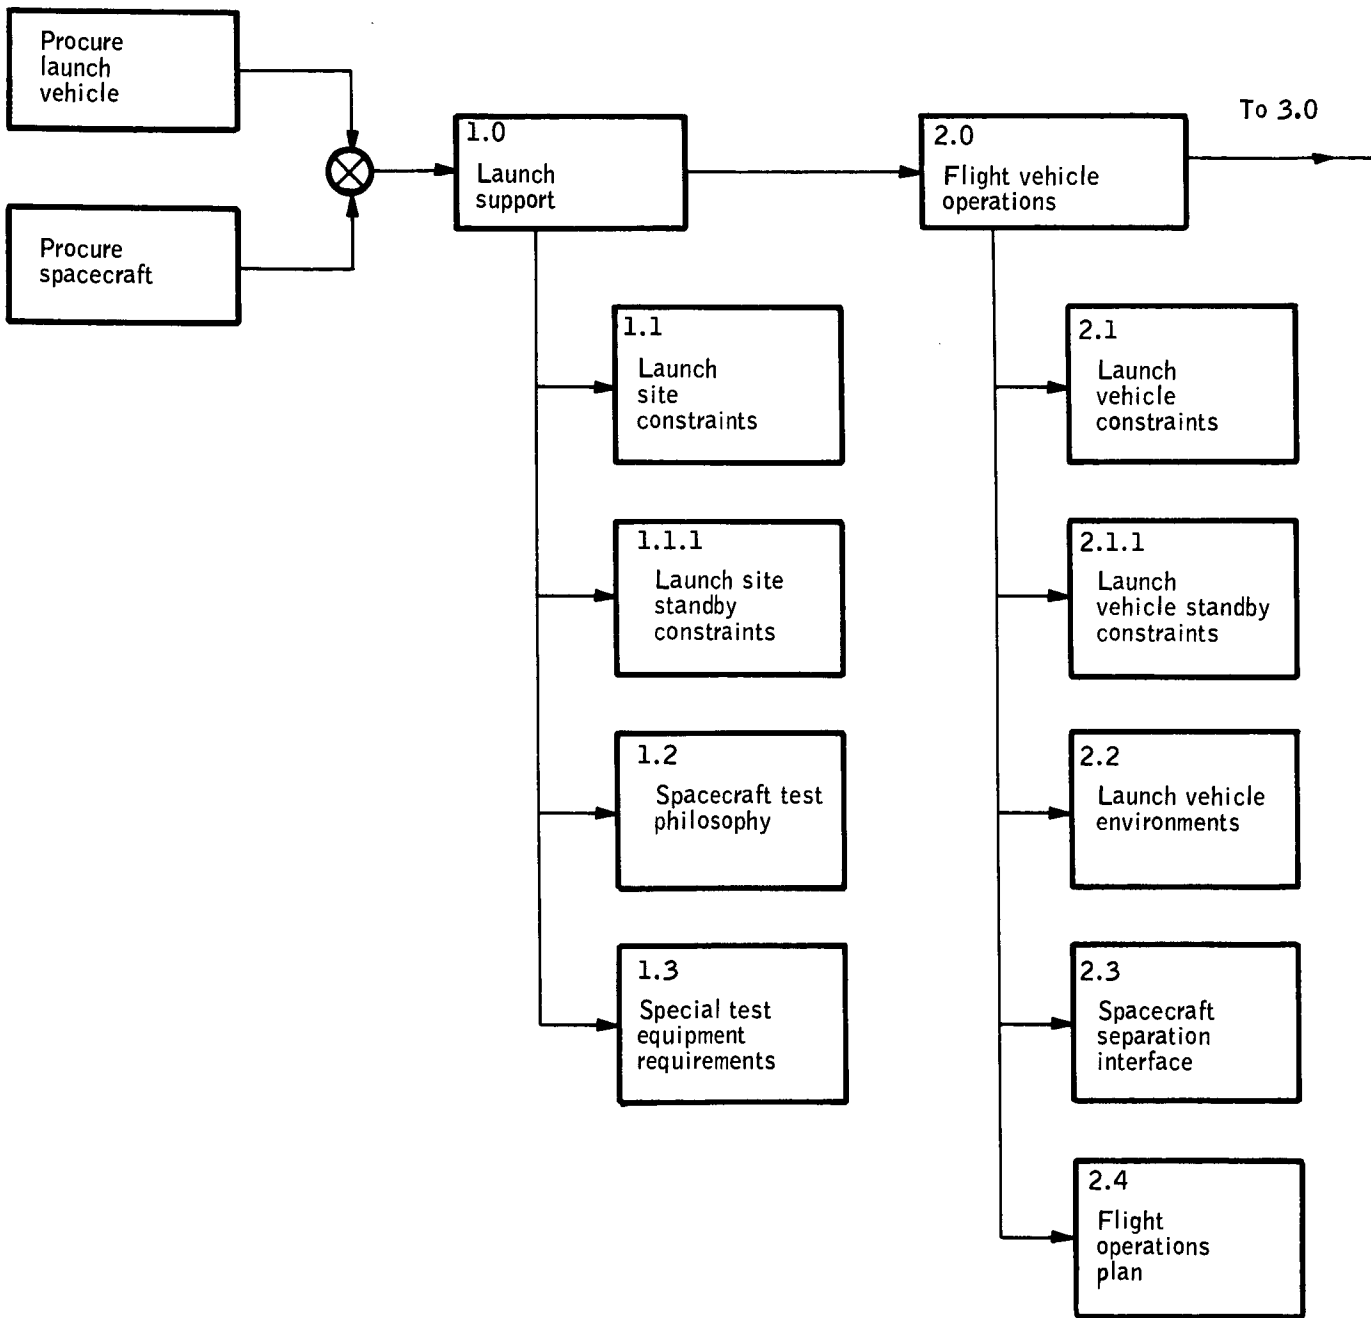 Procure
launch
vehicle
Procure
spacecraft
1.0
Launch
support
2.0
Flight vehicle
operations
To 3.0
1.1
Launch
site
constraints
1.1.1
Launch site
standby
constraints
1.2
Spacecraft test
philosophy
1.3
Special test
equipment
requirements
2.1
Launch
vehicle
constraints
2.1.1
Launch
vehicle standby
constraints
2.2
Launch vehicle
environments
2.3
Spacecraft
separation
interface
2.4
Flight
operations
plan